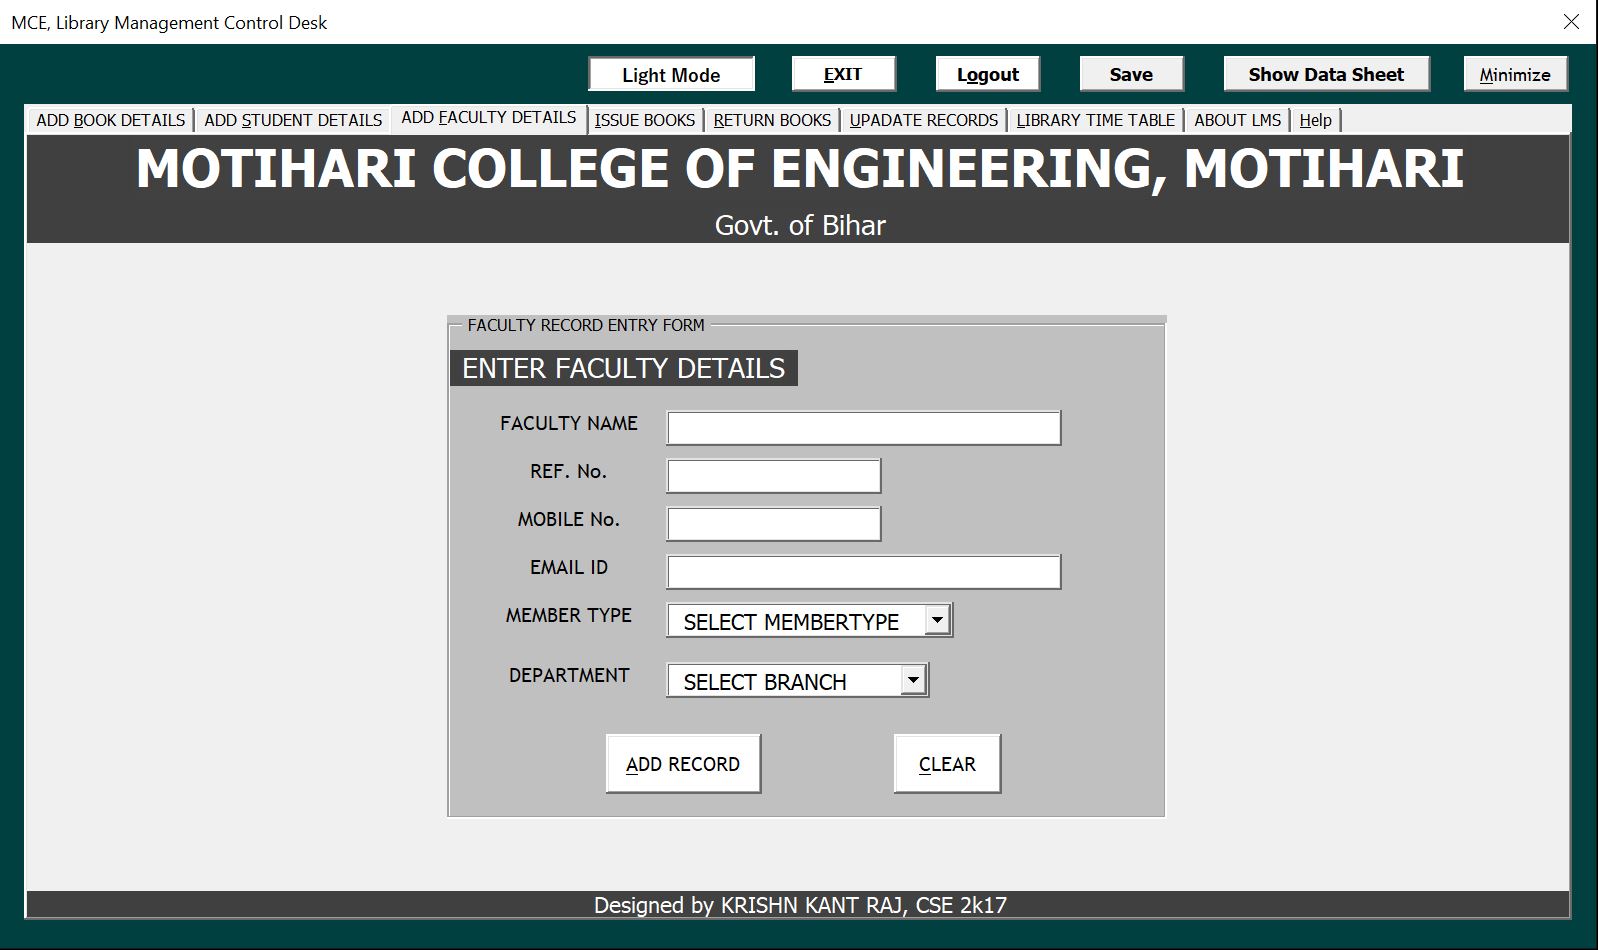 MCE, Library Management Control Desk
Light Mode EXIT Logout Save Show Data Sheet Minimize
ADD BOOK DETAILS ADD STUDENT DETAILS ADD FACULTY DETAILS ISSUE BOOKS RETURN BOOKS UPADATE RECORDS LIBRARY TIME TABLE ABOUT LMS Help
MOTIHARI COLLEGE OF ENGINEERING, MOTIHARI
Govt. of Bihar
FACULTY RECORD ENTRY FORM
ENTER FACULTY DETAILS
FACULTY NAME
REF. No.
MOBILE No.
EMAIL ID
MEMBER TYPE SELECT MEMBERTYPE
DEPARTMENT SELECT BRANCH
ADD RECORD CLEAR
Designed by KRISHN KANT RAJ, CSE 2k17